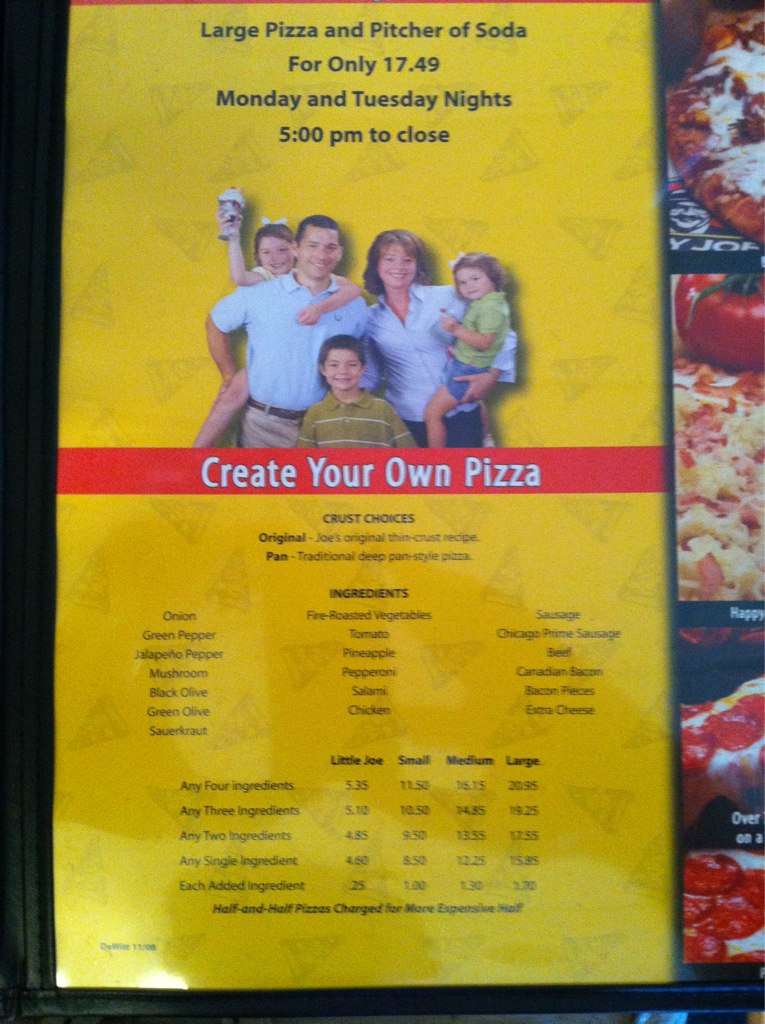 Large Pizza and Pitcher of Soda
For Only 17.49
Monday and Tuesday Nights
5:00 pm to close
Create Your Own Pizza
CRUST CHOICES
Original - Joe's original thin-crust recipe.
Pan - Traditional deep pan-style pizza.
INGREDIENTS
Onion Fire-Roasted Vegetables Sausage
Green Pepper Tomato Chicago Prime Sausage
Jalapeño Pepper Pineapple Beef
Mushroom Pepperoni Canadian Bacon
Black Olive Salami Bacon Pieces
Green Olive Chicken Extra Cheese
Sauerkraut
Little Joe Small Medium Large
Any Four Ingredients 5.35 11.50 16.15 20.95
Any Three Ingredients 5.10 10.50 14.85 19.25
Any Two Ingredients 4.85 9.50 13.55 17.55
Any Single Ingredient 4.60 8.50 12.25 15.85
Each Added Ingredient .25 1.00 1.30 1.70
Half-and-Half Pizzas Charged for More Expensive Half
DeWitt 11/08
Y JOE
Happy
Over
on a